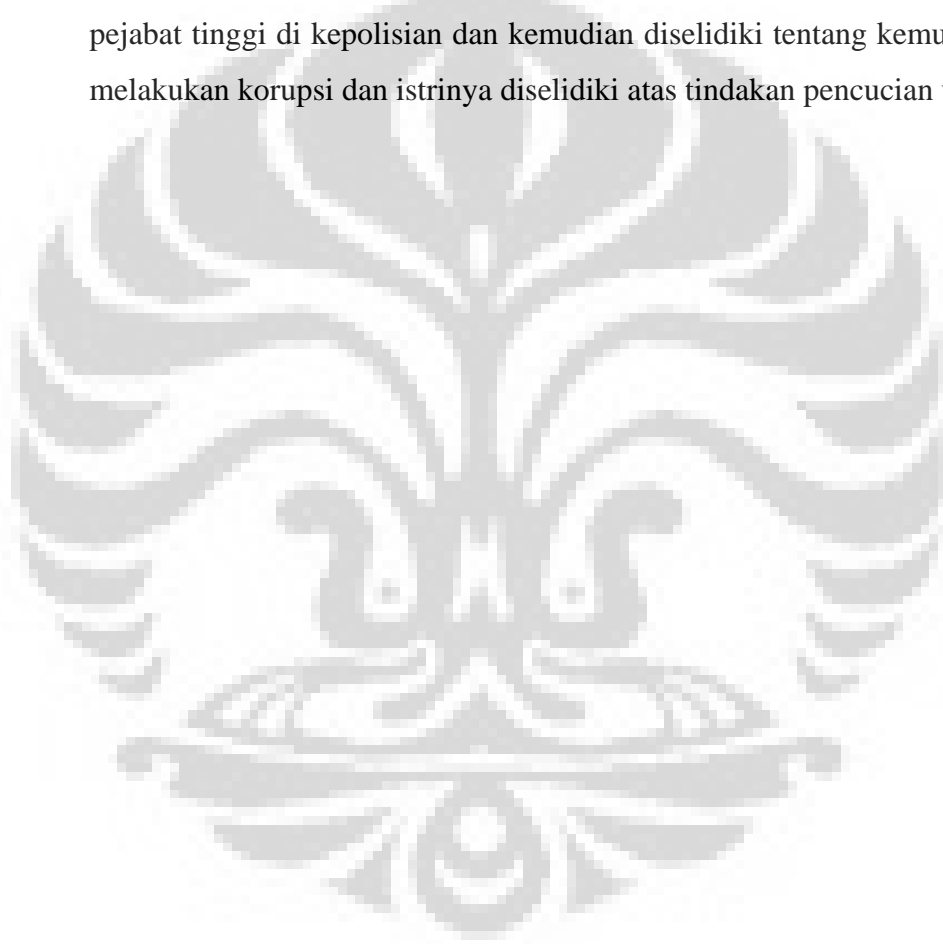 pejabat tinggi di kepolisian dan kemudian diselidiki tentang
melakukan korupsi dan istrinya diselidiki atas tindakan pencucian